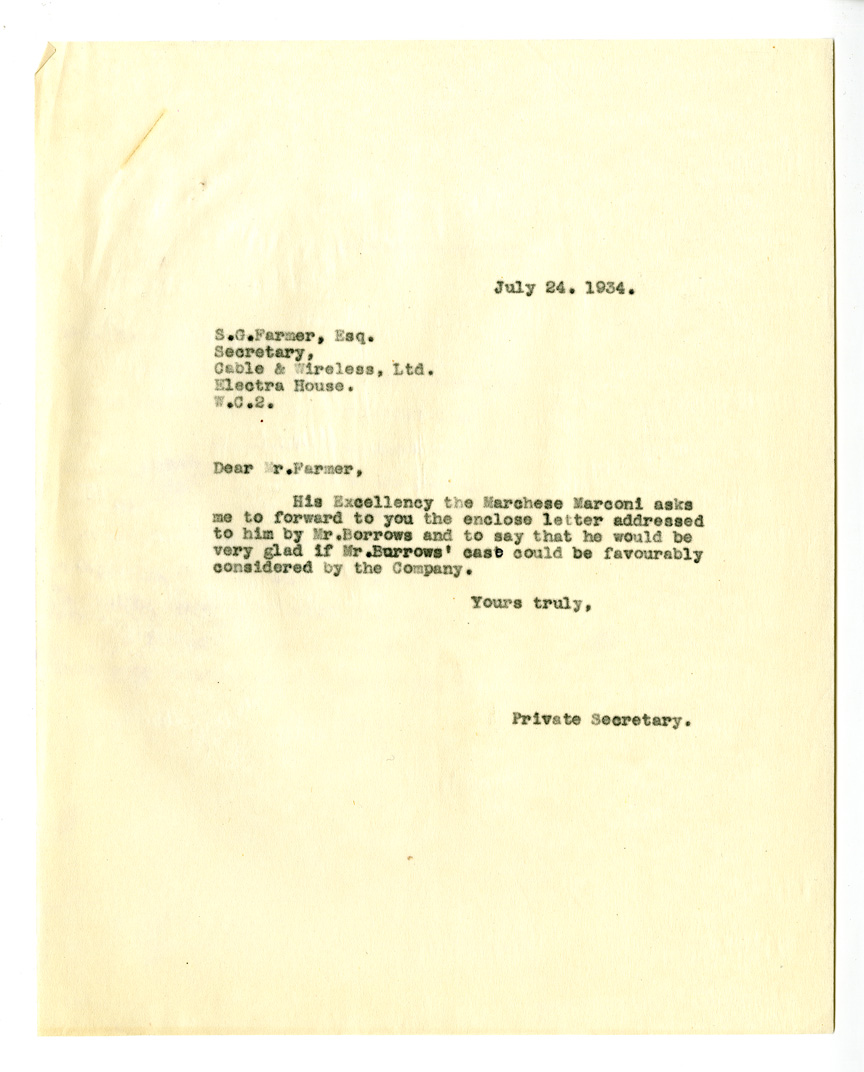 July 24. 1934.
S.G.Farmer, Esq.
Secretary,
Cable & Wireless, Ltd.
Electra House.
W.C.2.
Dear Mr.Farmer,
His Excellency the Marchese Marconi asks
me to forward to you the enclose letter addressed
to him by Mr.Borrows and to say that he would be
very glad if Mr.Burrows' case could be favourably
considered by the Company.
Yours truly,
Private Secretary.